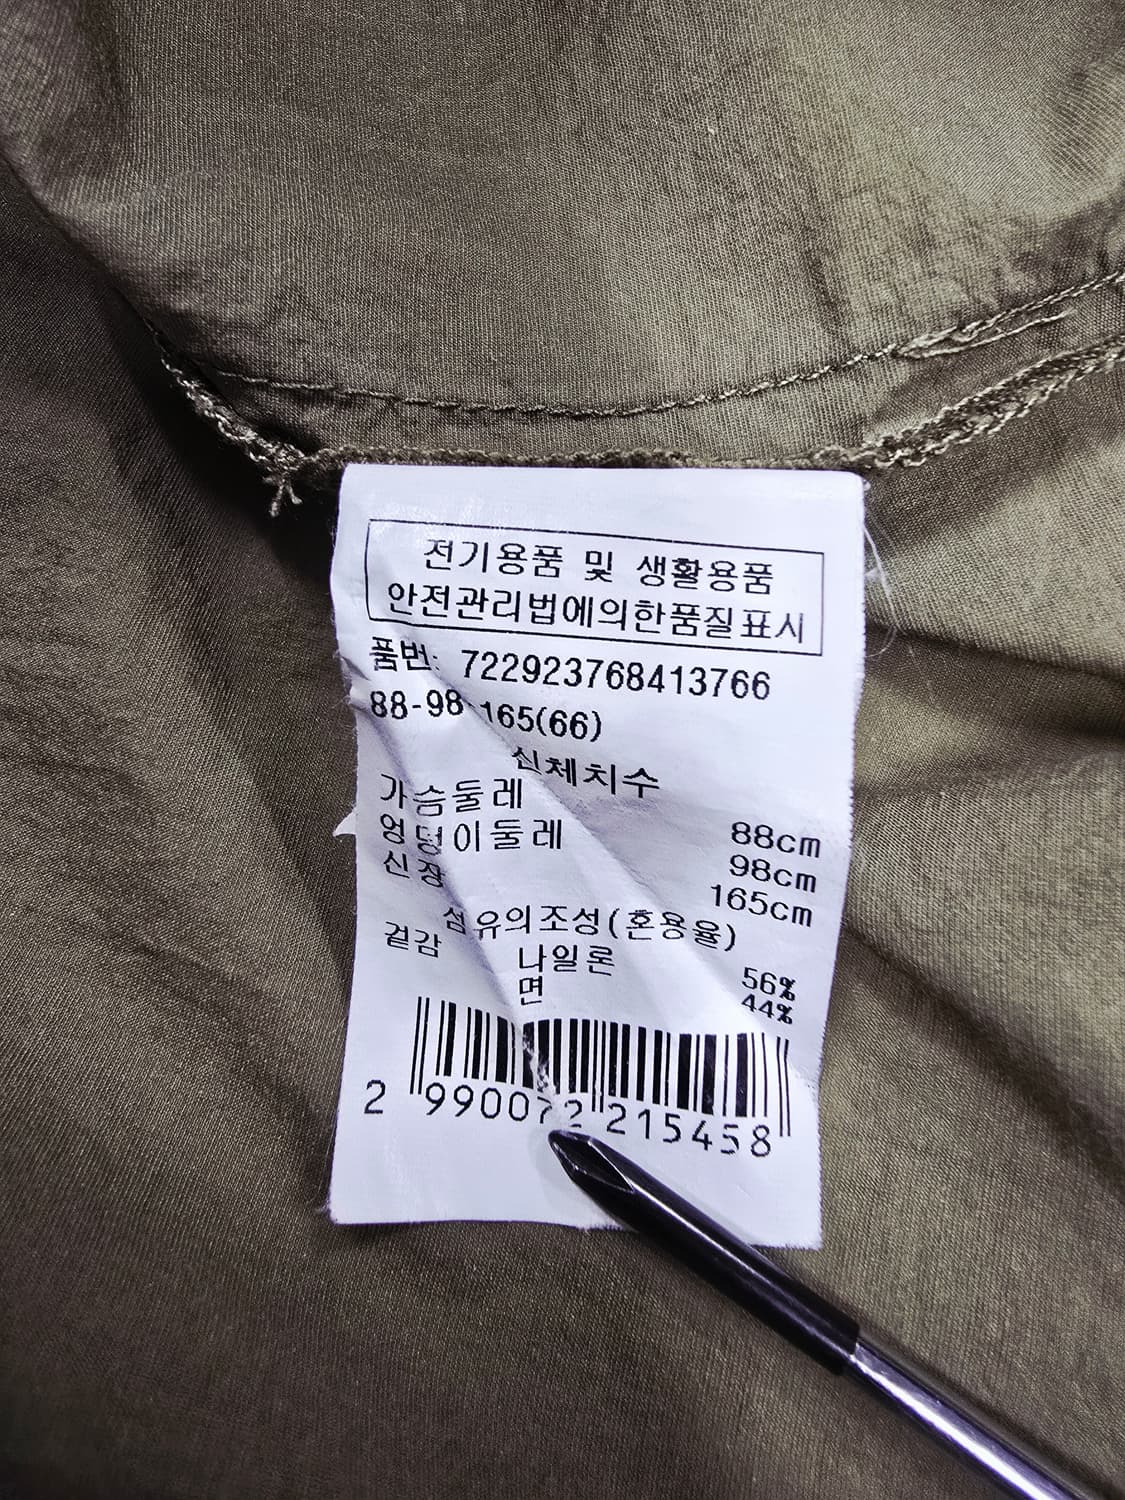 전기용품 및 생활용품
안전관리법에의한품질표시
품번: 722923768413766
88-98-165(66)
신체치수
가슴둘레 88cm
엉덩이둘레 98cm
신장 165cm
섬유의조성(혼용율)
겉감 나일론 56%
면 44%
2 990072 215458